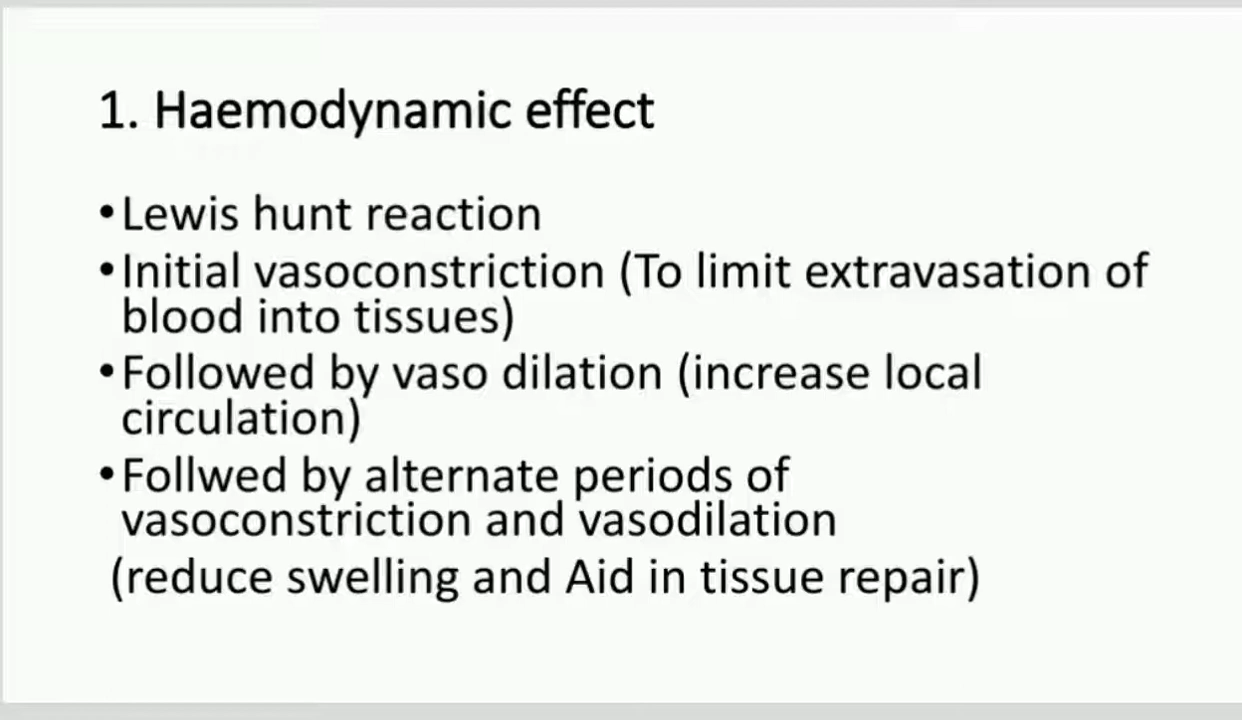 1. Haemodynamic effect
•Lewis hunt reaction
•Initial vasoconstriction (To limit extravasation of
blood into tissues)
•Followed by vaso dilation (increase local
circulation)
•Follwed by alternate periods of
vasoconstriction and vasodilation
(reduce swelling and Aid in tissue repair)